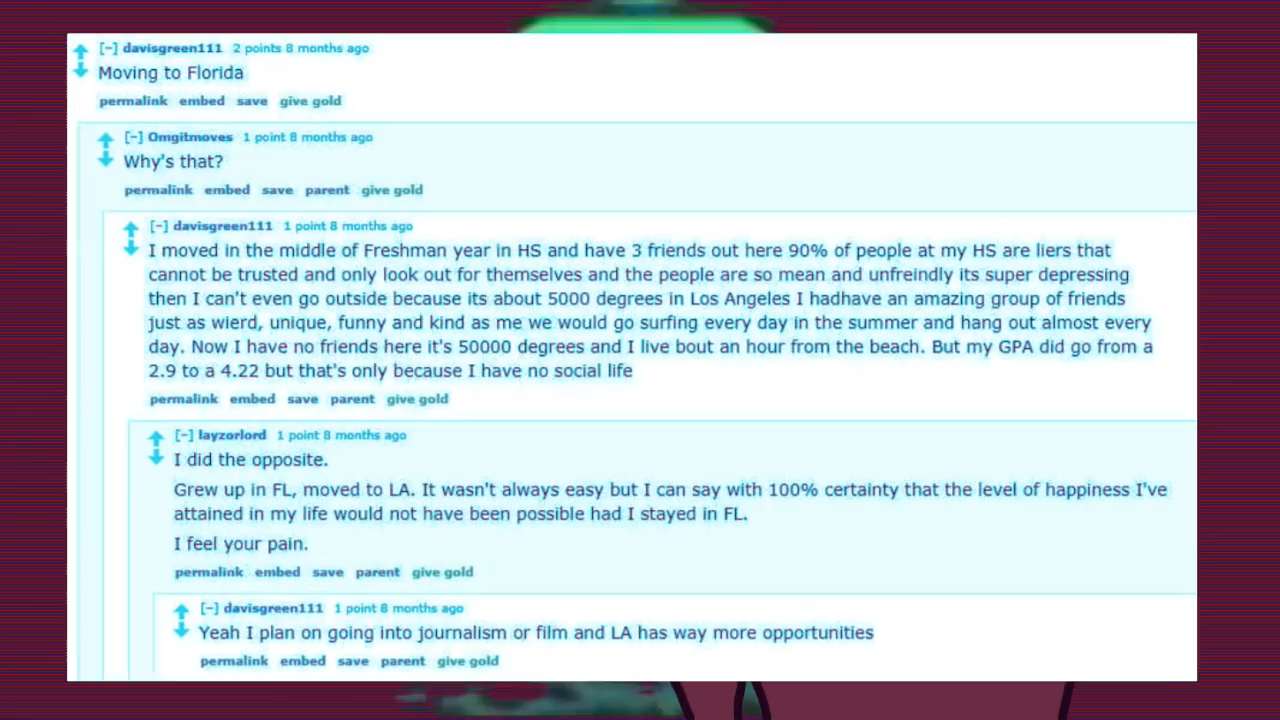 [-] davisgreen111 2 points 8 months ago
Moving to Florida
permalink embed save give gold
[-] Omgitmoves 1 point 8 months ago
Why's that?
permalink embed save parent give gold
[-] davisgreen111 1 point 8 months ago
I moved in the middle of Freshman year in HS and have 3 friends out here 90% of people at my HS are liers that
cannot be trusted and only look out for themselves and the people are so mean and unfreindly its super depressing
then I can't even go outside because its about 5000 degrees in Los Angeles I hadhave an amazing group of friends
just as wierd, unique, funny and kind as me we would go surfing every day in the summer and hang out almost every
day. Now I have no friends here it's 50000 degrees and I live bout an hour from the beach. But my GPA did go from a
2.9 to a 4.22 but that's only because I have no social life
permalink embed save parent give gold
[-] layzorlord 1 point 8 months ago
I did the opposite.
Grew up in FL, moved to LA. It wasn't always easy but I can say with 100% certainty that the level of happiness I've
attained in my life would not have been possible had I stayed in FL.
I feel your pain.
permalink embed save parent give gold
[-] davisgreen111 1 point 8 months ago
Yeah I plan on going into journalism or film and LA has way more opportunities
permalink embed save parent give gold